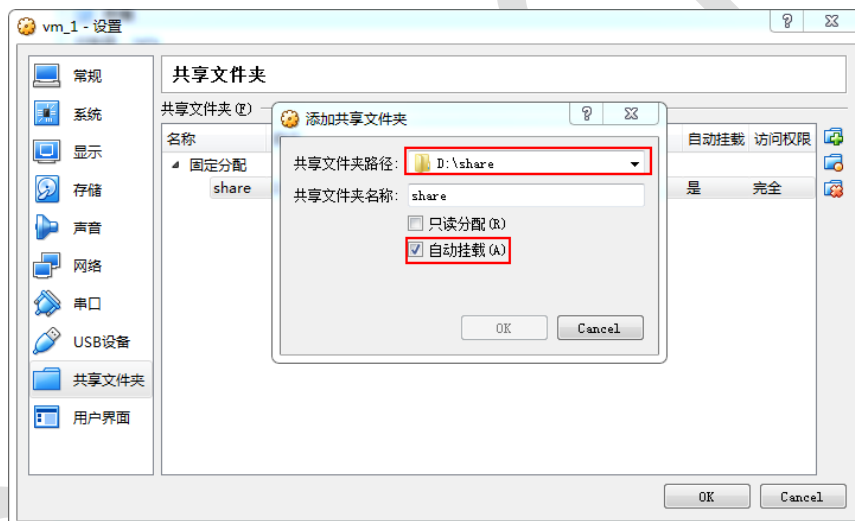 vm_1 - 设置
常规
系统
显示
存储
声音
网络
串口
USB设备
共享文件夹
用户界面
共享文件夹
共享文件夹(F)
名称
自动挂载 访问权限
固定分配
share
是 完全
添加共享文件夹
共享文件夹路径: D:\share
共享文件夹名称: share
只读分配(R)
自动挂载(A)
OK Cancel
OK Cancel